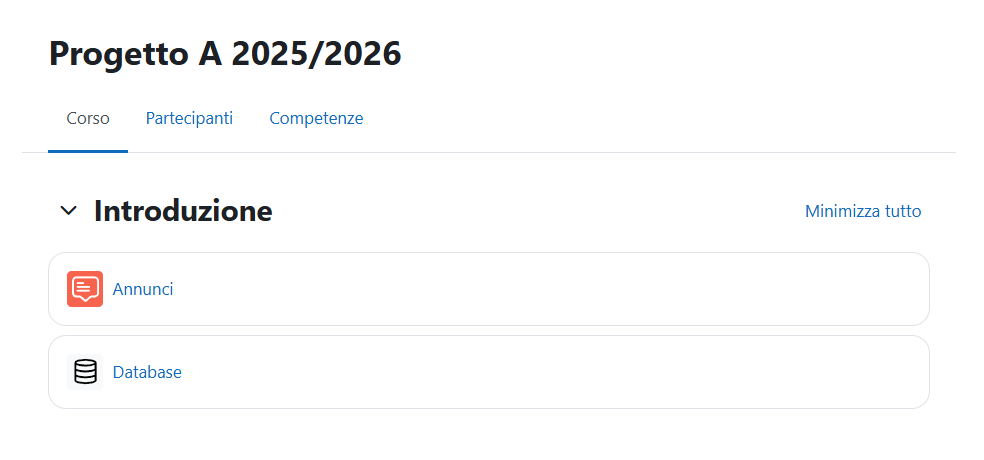 Progetto A 2025/2026
Corso Partecipanti Competenze
Introduzione Minimizza tutto
Annunci
Database